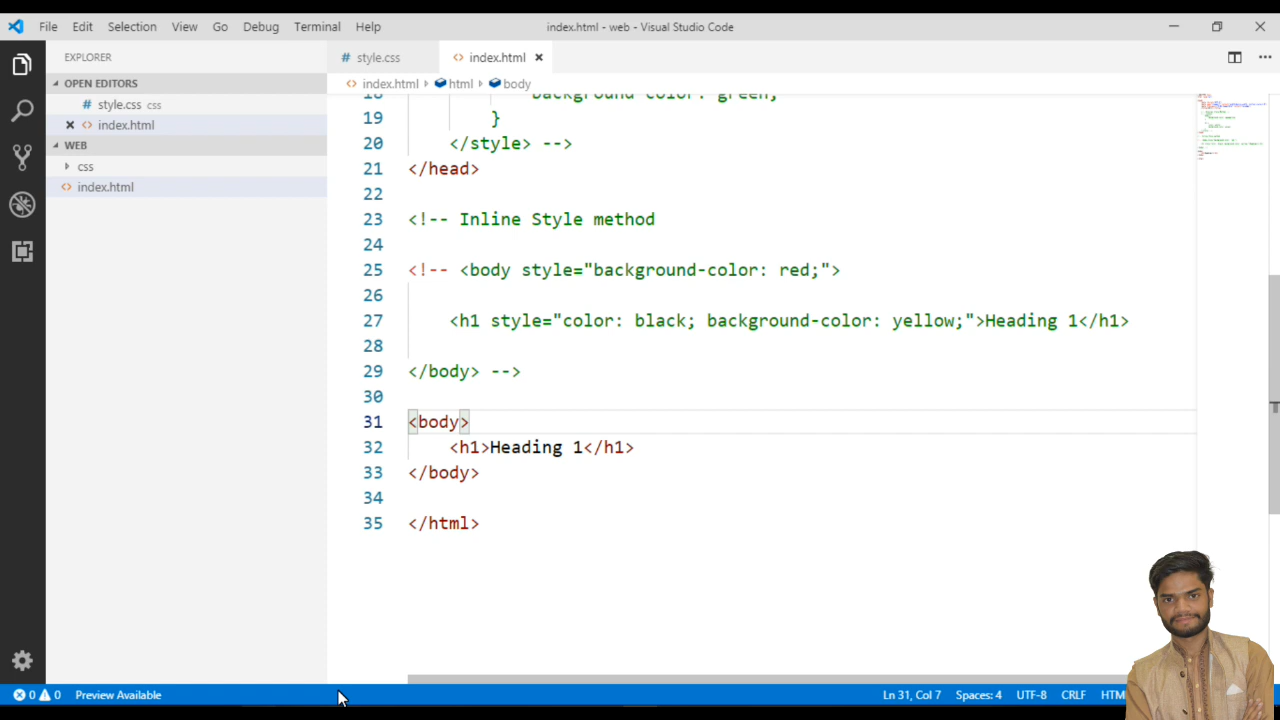 File Edit Selection View Go Debug Terminal Help index.html - web - Visual Studio Code
EXPLORER
OPEN EDITORS
style.css css
index.html
WEB
css
index.html
style.css index.html
index.html html body
18 background-color: green;
19 }
20 </style> -->
21 </head>
22
23 <!-- Inline Style method
24
25 <!-- <body style="background-color: red;">
26
27 <h1 style="color: black; background-color: yellow;">Heading 1</h1>
28
29 </body> -->
30
31 <body>
32 <h1>Heading 1</h1>
33 </body>
34
35 </html>
0 0 Preview Available Ln 31, Col 7 Spaces: 4 UTF-8 CRLF